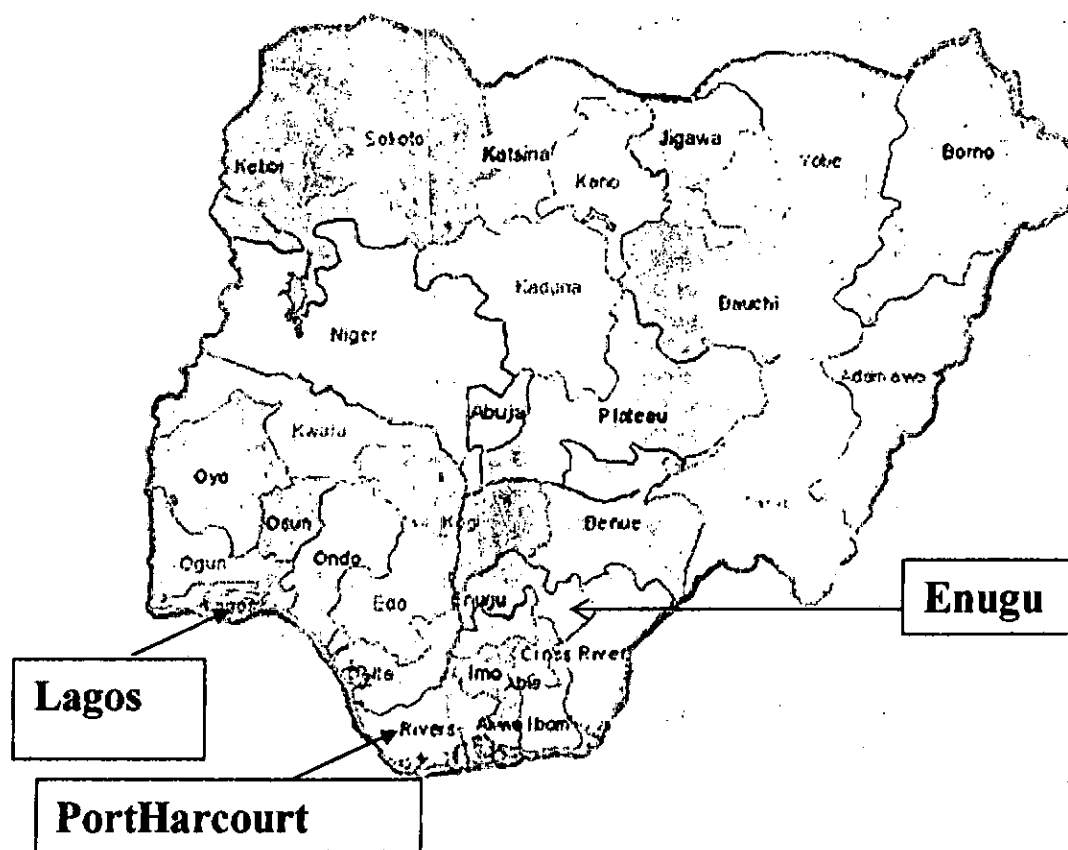 Sokoto
Kebbi
Katsina
Kano
Jigawa
Yobe
Borno
Kaduna
Bauchi
Niger
Adamawa
Abuja
Plateau
Kwara
Oyo
Osun
Kogi
Benue
Ogun
Ondo
Edo
Enugu
Lagos
Enugu
Cross River
Delta
Imo
Abia
Lagos
Rivers
Akwa Ibom
PortHarcourt